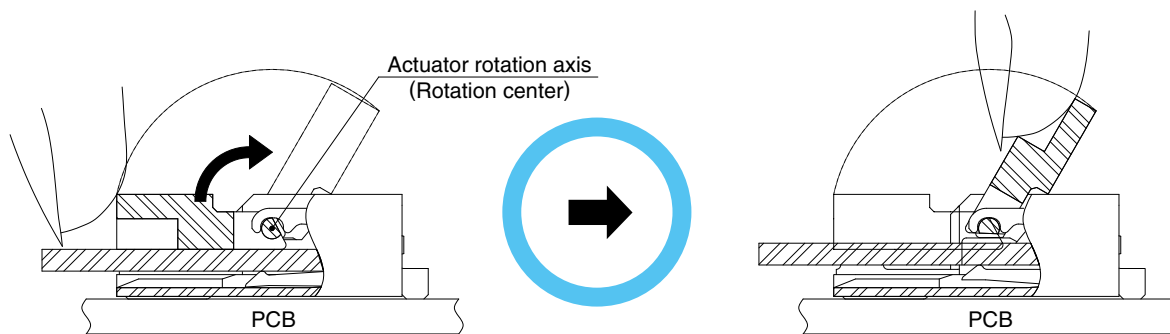 Actuator rotation axis
(Rotation center)
PCB
PCB